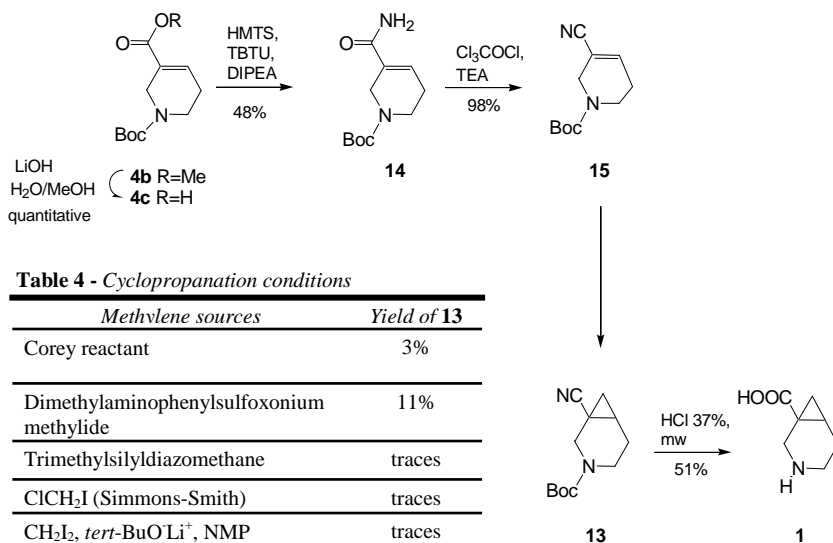 OR
O
HMTS,
TBTU,
DIPEA
48%
N
Boc
NH2
O
N
Boc
Cl3COCl,
TEA
98%
NC
N
Boc
LiOH
H2O/MeOH
quantitative
4b R=Me
4c R=H
14
15
Table 4 - Cyclopropanation conditions
Methylene sources Yield of 13
Corey reactant 3%
Dimethylaminophenylsulfoxonium 11%
methylide
Trimethylsilyldiazomethane traces
ClCH2I (Simmons-Smith) traces
CH2I2, tert-BuO-Li+, NMP traces
NC
N
Boc
HCl 37%,
mw
51%
HOOC
N
H
13
1